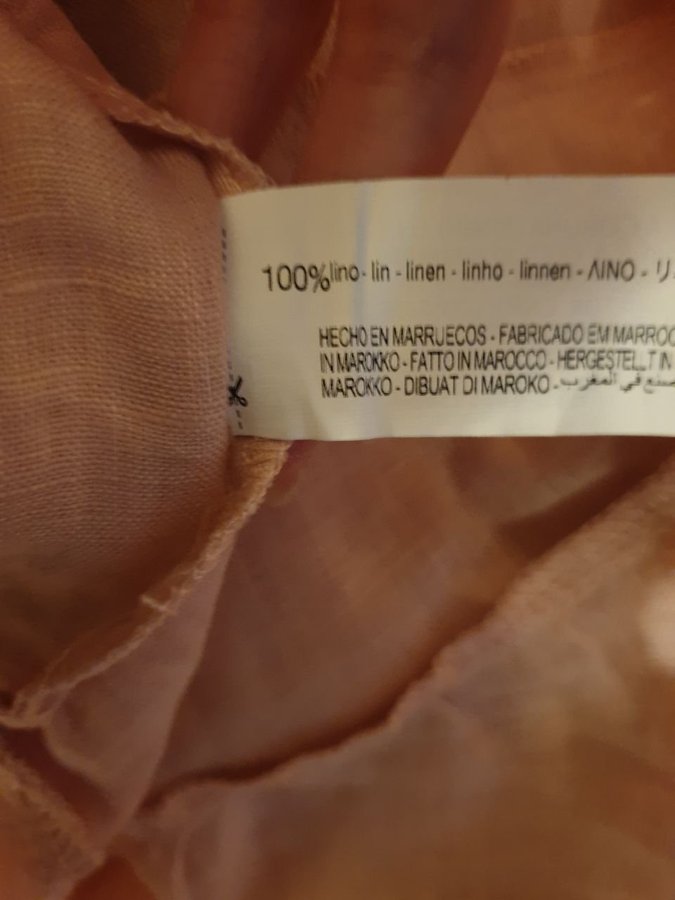 100% lino - lin - linen - linho - linnen - ΛΙΝΟ - リ
HECHO EN MARRUECOS - FABRICADO EM MARROC
IN MAROKKO - FATTO IN MAROCCO - HERGESTELLT IN
MAROKKO - DIBUAT DI MAROKO - صنع في المغرب